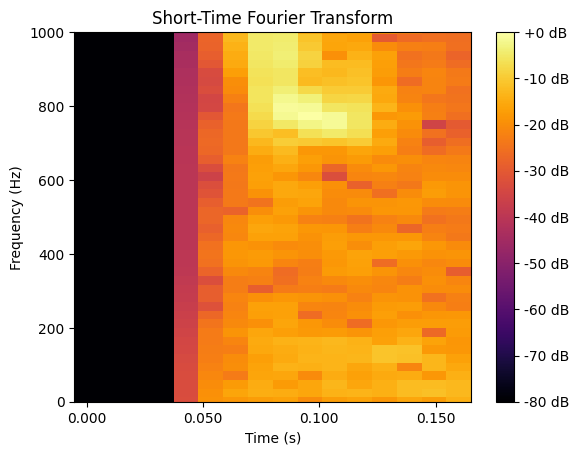 Short-Time Fourier Transform
1000
800
600
400
200
0
Frequency (Hz)
0.000
0.050
0.100
0.150
Time (s)
+0 dB
-10 dB
-20 dB
-30 dB
-40 dB
-50 dB
-60 dB
-70 dB
-80 dB